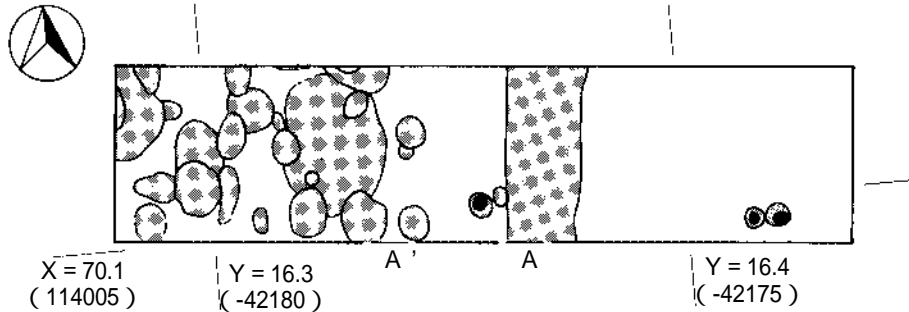 A' A
X = 70.1 Y = 16.3 Y = 16.4
( 114005 ) ( -42180 ) ( -42175 )